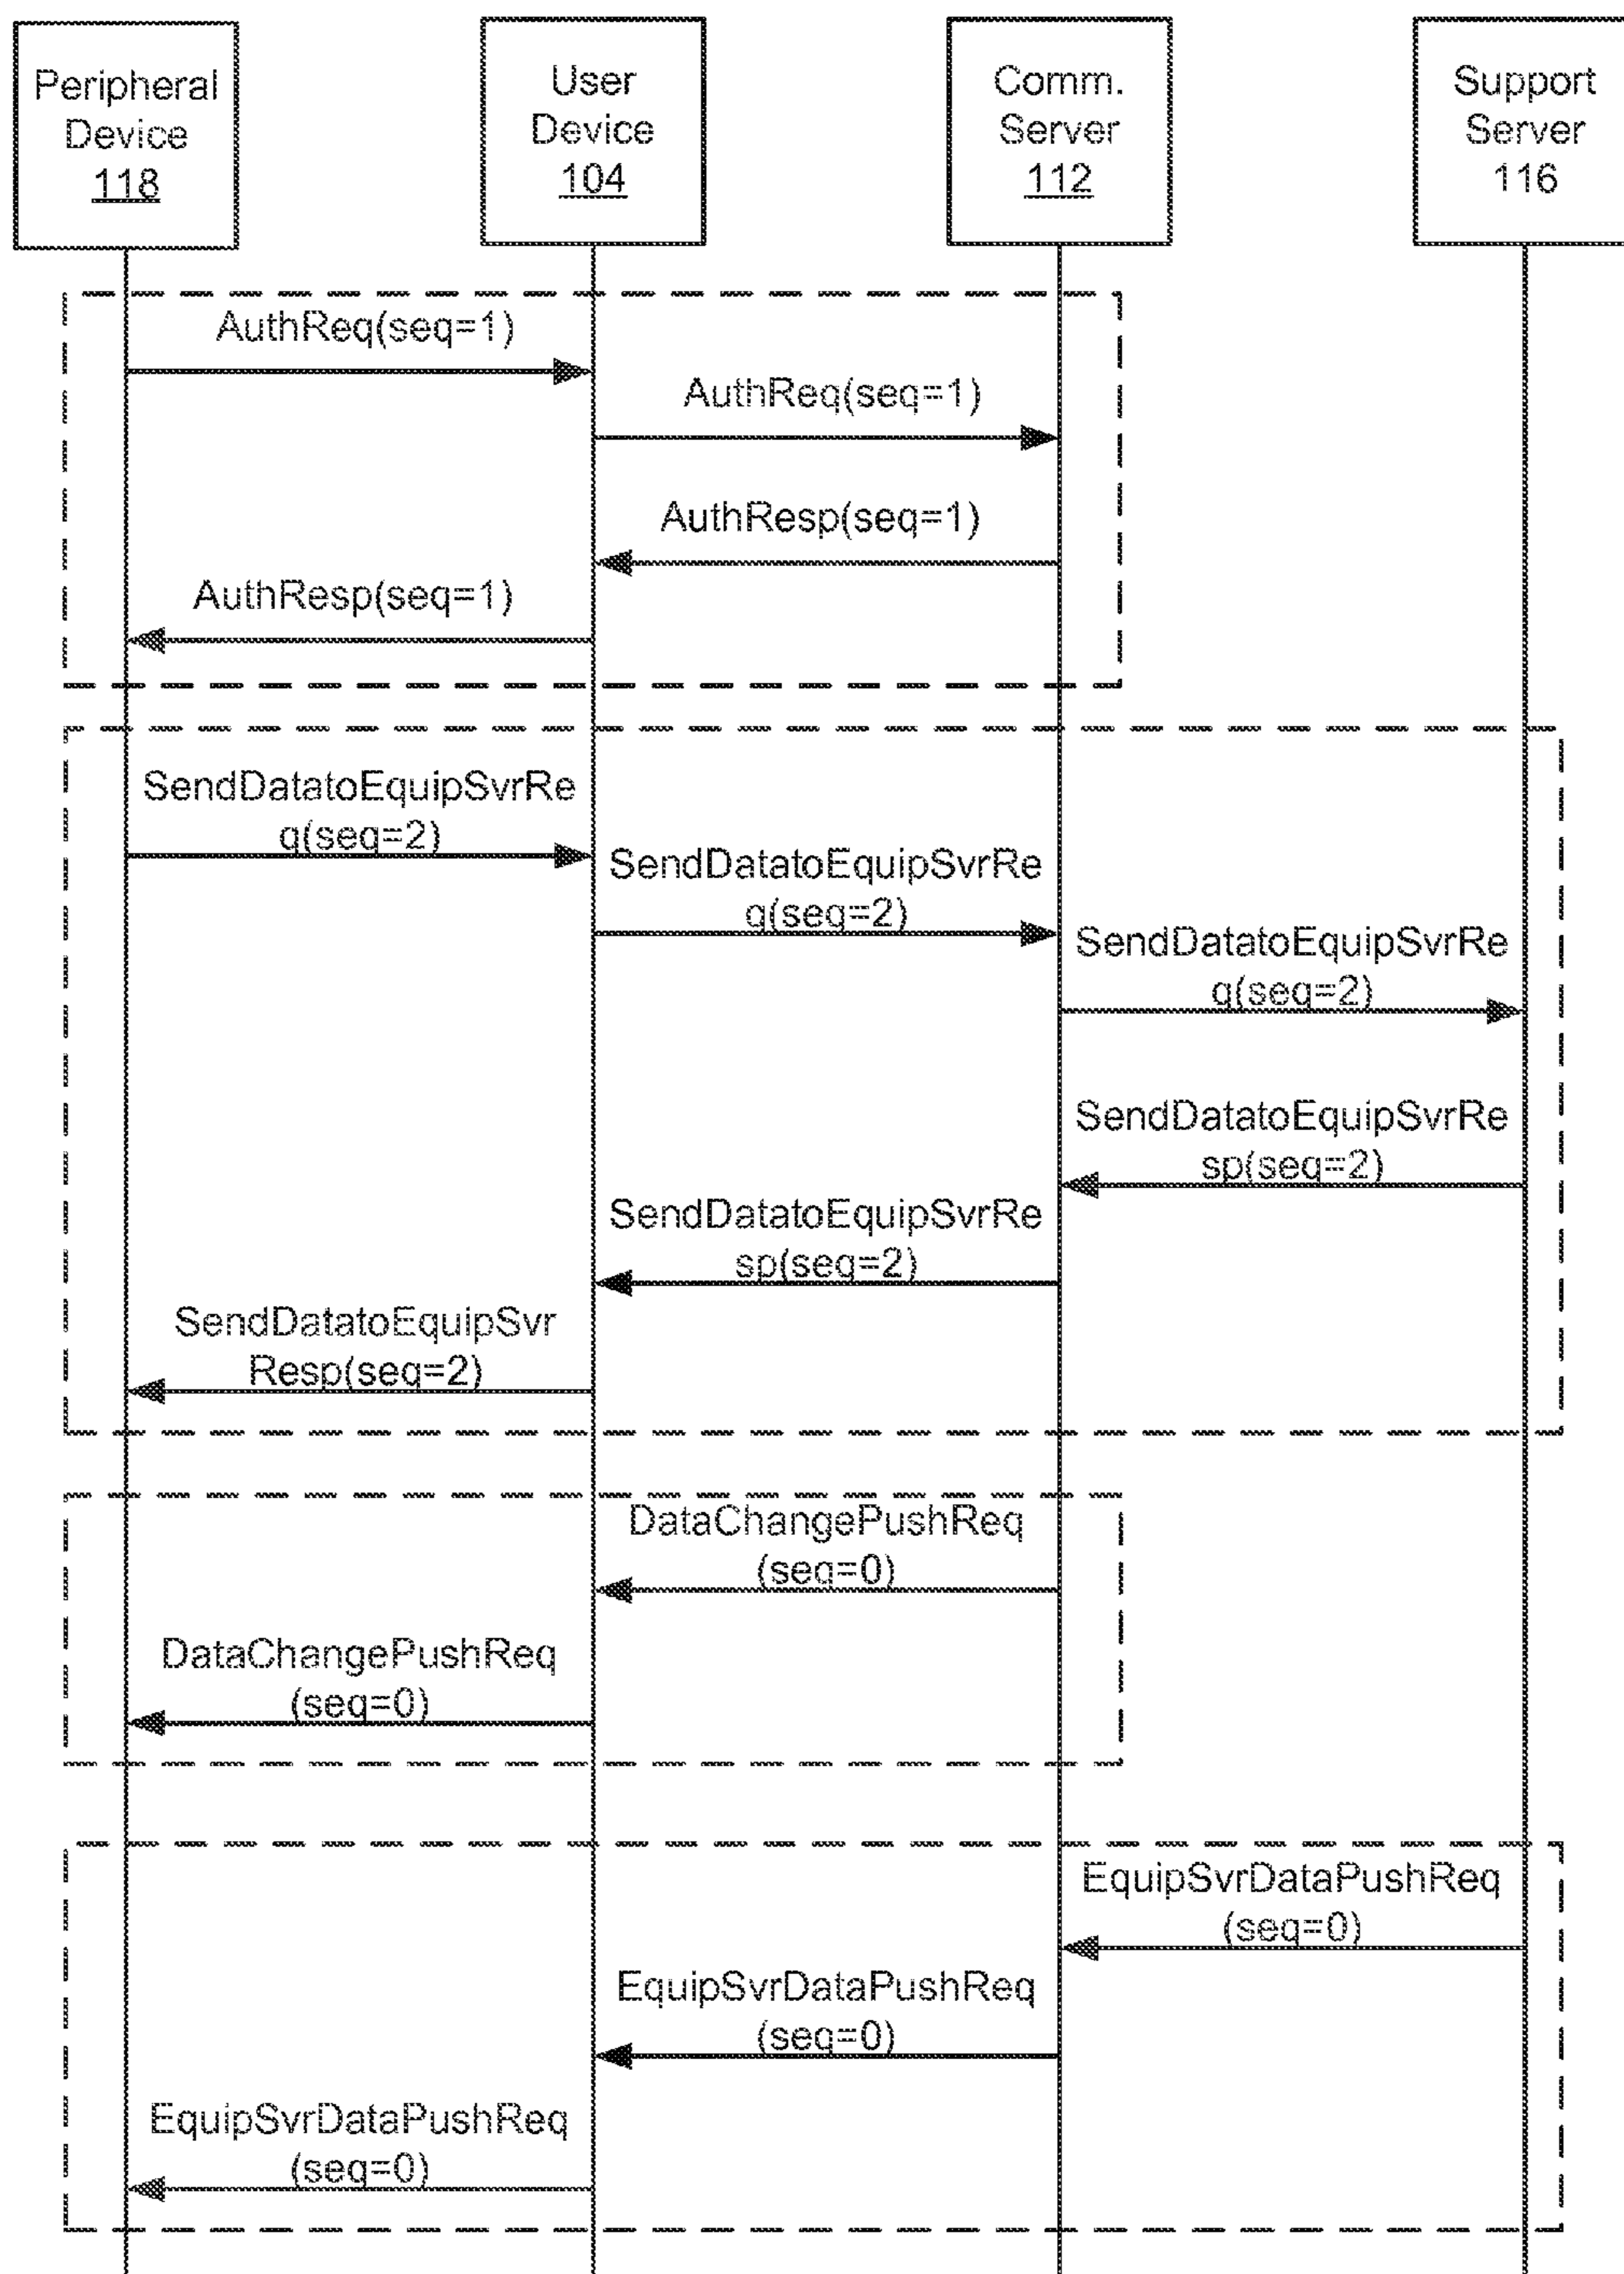 Peripheral
Device
118
User
Device
104
Comm.
Server
112
Support
Server
116
AuthReq(seq=1)
AuthReq(seq=1)
AuthResp(seq=1)
AuthResp(seq=1)
SendDatatoEquipSvrRe
q(seq=2)
SendDatatoEquipSvrRe
q(seq=2)
SendDatatoEquipSvrRe
q(seq=2)
SendDatatoEquipSvrRe
sp(seq=2)
SendDatatoEquipSvrRe
sp(seq=2)
SendDatatoEquipSvr
Resp(seq=2)
DataChangePushReq
(seq=0)
DataChangePushReq
(seq=0)
EquipSvrDataPushReq
(seq=0)
EquipSvrDataPushReq
(seq=0)
EquipSvrDataPushReq
(seq=0)